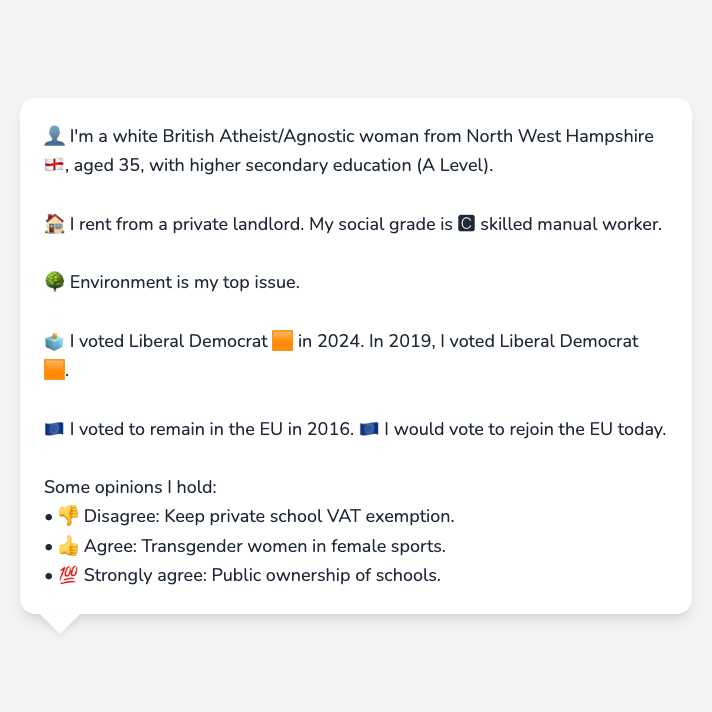 👤 I'm a white British Atheist/Agnostic woman from North West Hampshire
🏴󠁧󠁢󠁥󠁮󠁧󠁿, aged 35, with higher secondary education (A Level).
🏠 I rent from a private landlord. My social grade is 🅲 skilled manual worker.
🌳 Environment is my top issue.
🗳️ I voted Liberal Democrat 🟧 in 2024. In 2019, I voted Liberal Democrat
🟧.
🇪🇺 I voted to remain in the EU in 2016. 🇪🇺 I would vote to rejoin the EU today.
Some opinions I hold:
• 👎 Disagree: Keep private school VAT exemption.
• 👍 Agree: Transgender women in female sports.
• 💯 Strongly agree: Public ownership of schools.